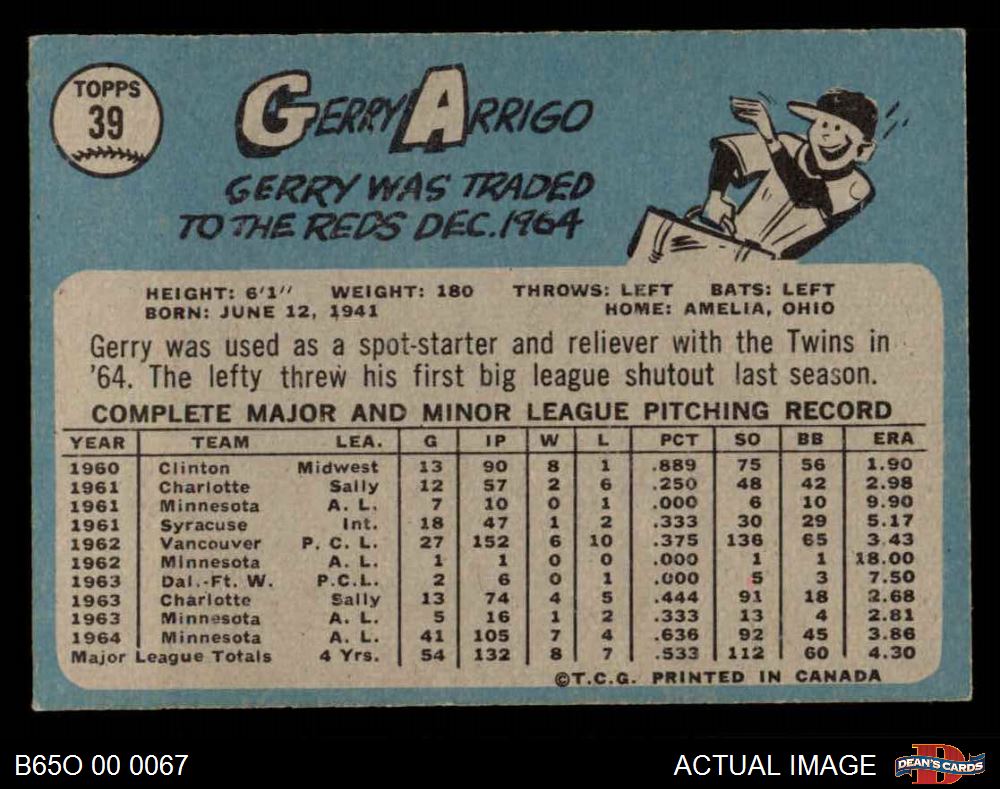 TOPPS
39
GERRY ARRIGO
GERRY WAS TRADED
TO THE REDS DEC. 1964
HEIGHT: 6'1" WEIGHT: 180 THROWS: LEFT BATS: LEFT
BORN: JUNE 12, 1941 HOME: AMELIA, OHIO
Gerry was used as a spot-starter and reliever with the Twins in
'64. The lefty threw his first big league shutout last season.
COMPLETE MAJOR AND MINOR LEAGUE PITCHING RECORD
YEAR TEAM LEA. G IP W L PCT SO BB ERA
1960 Clinton Midwest 13 90 8 1 .889 75 56 1.90
1961 Charlotte Sally 12 57 2 6 .250 48 42 2.98
1961 Minnesota A. L. 7 10 0 1 .000 6 10 9.90
1961 Syracuse Int. 18 47 1 2 .333 30 29 5.17
1962 Vancouver P. C. L. 27 152 6 10 .375 136 65 3.43
1962 Minnesota A. L. 1 1 0 0 .000 1 1 18.00
1963 Dal.-Ft. W. P.C.L. 2 6 0 1 .000 5 3 7.50
1963 Charlotte Sally 13 74 4 5 .444 91 18 2.68
1963 Minnesota A. L. 5 16 1 2 .333 13 4 2.81
1964 Minnesota A. L. 41 105 7 4 .636 92 45 3.86
Major League Totals 4 Yrs. 54 132 8 7 .533 112 60 4.30
©T.C.G. PRINTED IN CANADA
B65O 00 0067 ACTUAL IMAGE DEAN'S CARDS